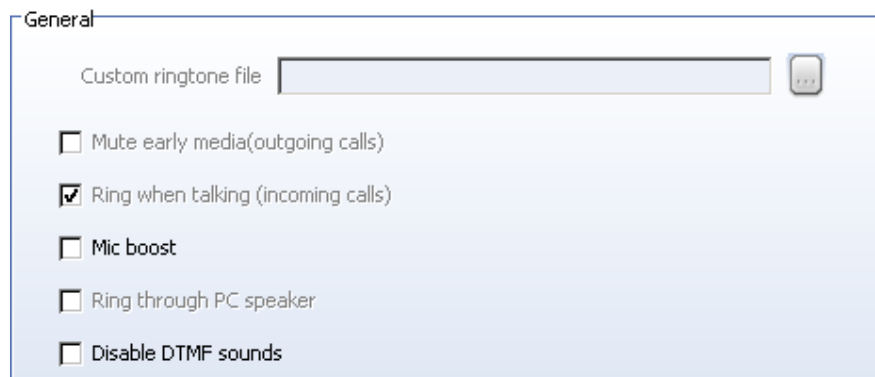 General
Custom ringtone file ...
Mute early media(outgoing calls)
Ring when talking (incoming calls)
Mic boost
Ring through PC speaker
Disable DTMF sounds